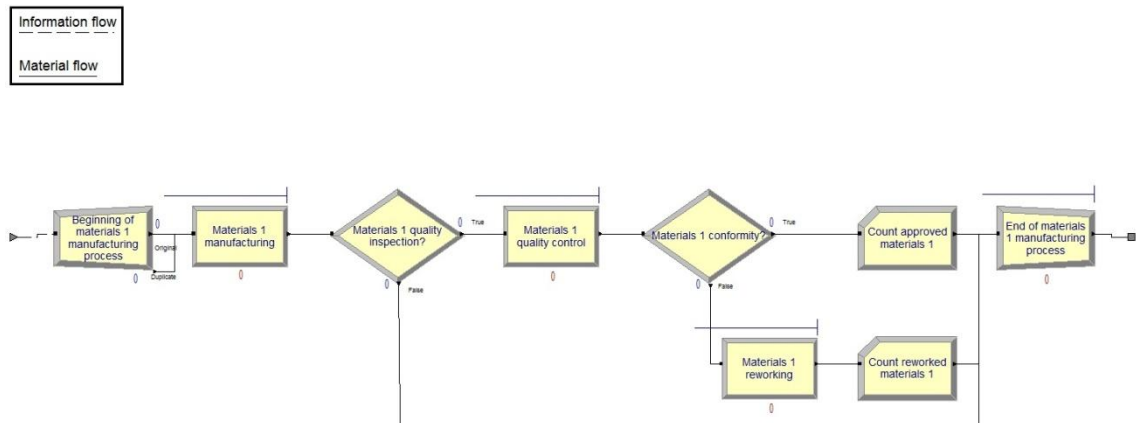 Information flow
Material flow
Beginning of
materials 1
manufacturing
process
0
Original
Duplicate
0
Materials 1
manufacturing
0
Materials 1 quality
inspection?
0
True
0
False
Materials 1
quality control
0
Materials 1 conformity?
0
True
0
False
Count approved
materials 1
End of materials
1 manufacturing
process
0
Materials 1
reworking
0
Count reworked
materials 1